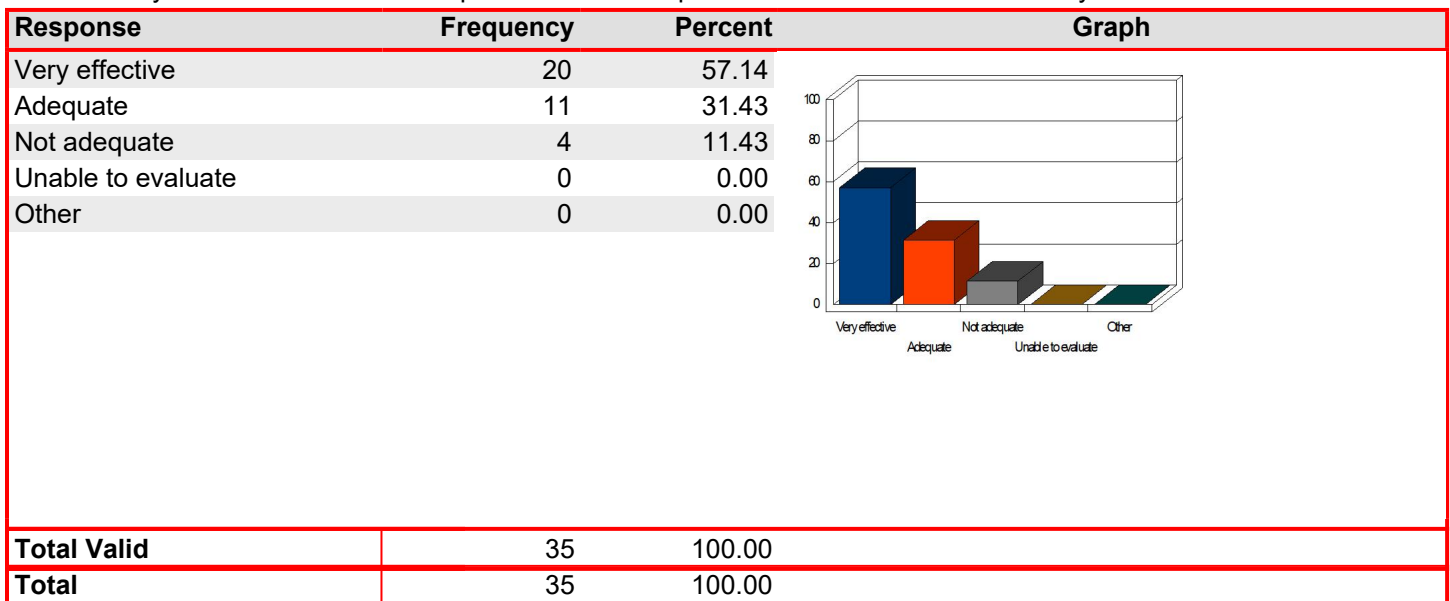 Response Frequency Percent Graph
Very effective 20 57.14
Adequate 11 31.43
Not adequate 4 11.43
Unable to evaluate 0 0.00
Other 0 0.00
100
80
60
40
20
0
Very effective Not adequate Other
Adequate Unable to evaluate
Total Valid 35 100.00
Total 35 100.00